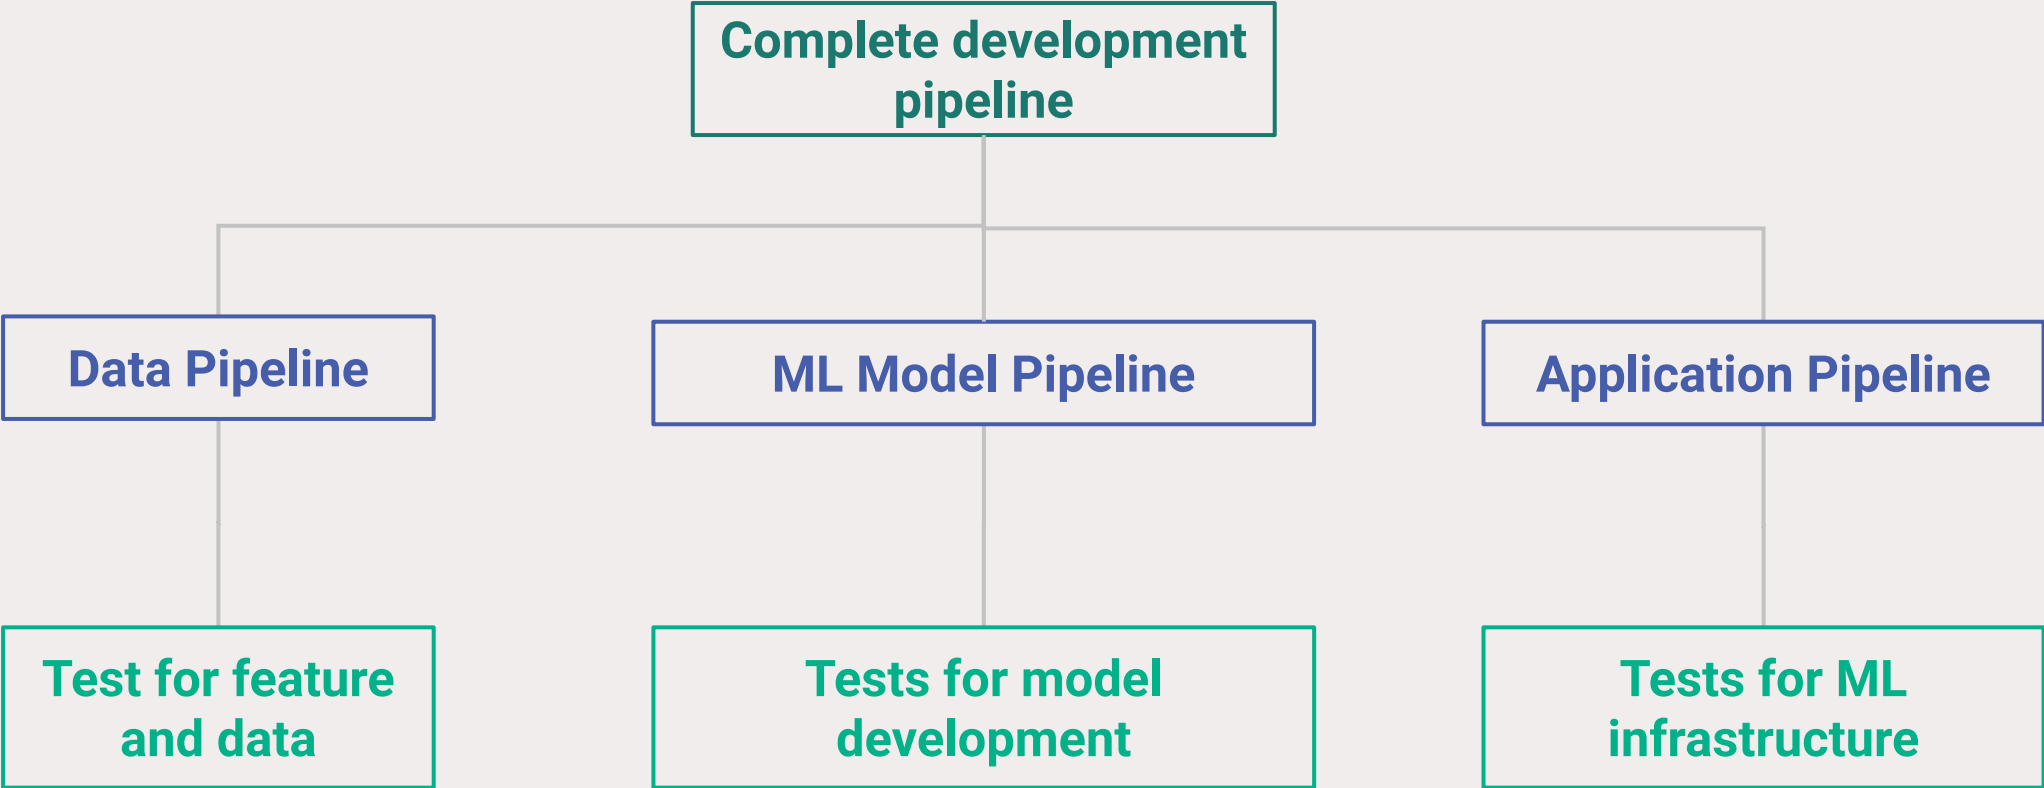 Complete development
pipeline
Data Pipeline
ML Model Pipeline
Application Pipeline
Test for feature
and data
Tests for model
development
Tests for ML
infrastructure